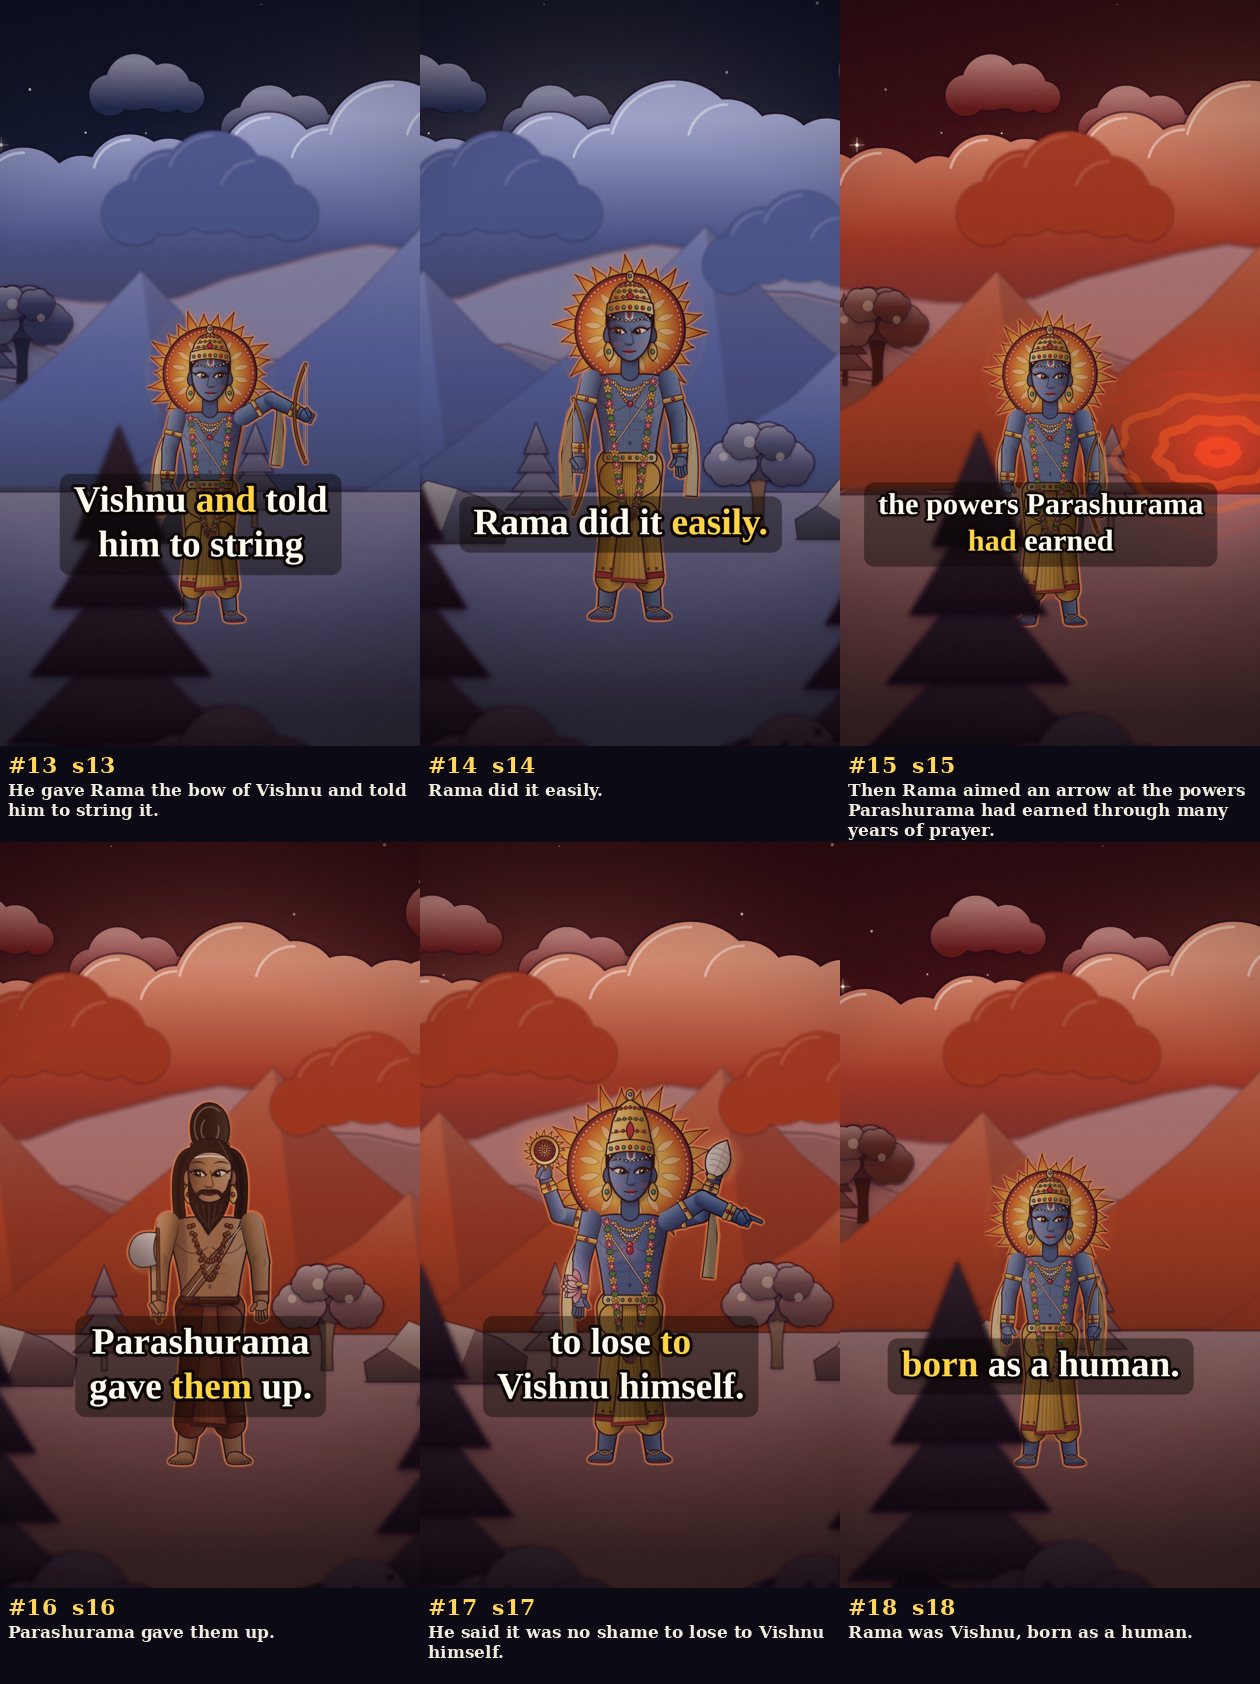 Vishnu and told
him to string
#13 s13
He gave Rama the bow of Vishnu and told
him to string it.
Rama did it easily.
#14 s14
Rama did it easily.
the powers Parashurama
had earned
#15 s15
Then Rama aimed an arrow at the powers
Parashurama had earned through many
years of prayer.
Parashurama
gave them up.
#16 s16
Parashurama gave them up.
to lose to
Vishnu himself.
#17 s17
He said it was no shame to lose to Vishnu
himself.
born as a human.
#18 s18
Rama was Vishnu, born as a human.